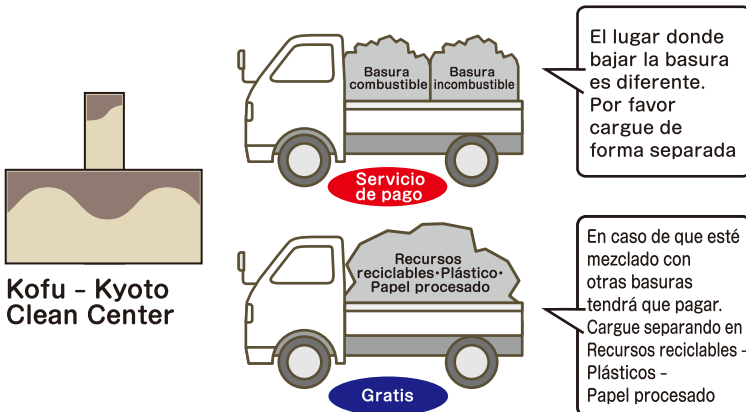 Kofu – Kyoto
Clean Center
Basura
combustible
Basura
incombustible
Servicio
de pago
El lugar donde
bajar la basura
es diferente.
Por favor
cargue de
forma separada
Recursos
reciclables･Plástico･
Papel procesado
Gratis
En caso de que esté
mezclado con
otras basuras
tendrá que pagar.
Cargue separando en
Recursos reciclables –
Plásticos –
Papel procesado